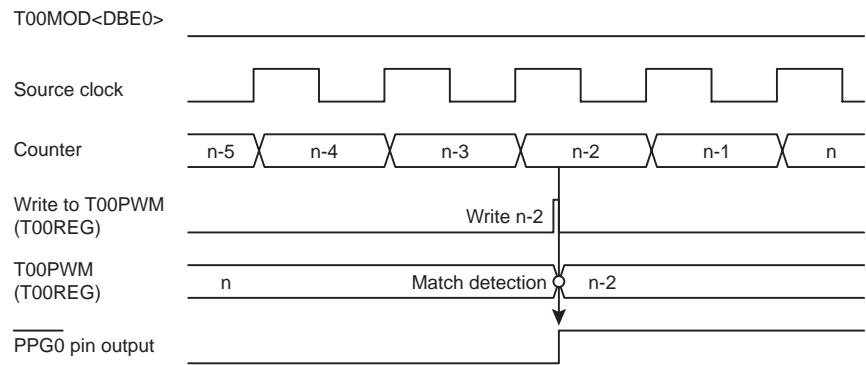 T00MOD<DBE0>
Source clock
Counter
n-5 n-4 n-3 n-2 n-1 n
Write to T00PWM
(T00REG)
Write n-2
T00PWM
(T00REG)
n Match detection n-2
PPG0 pin output